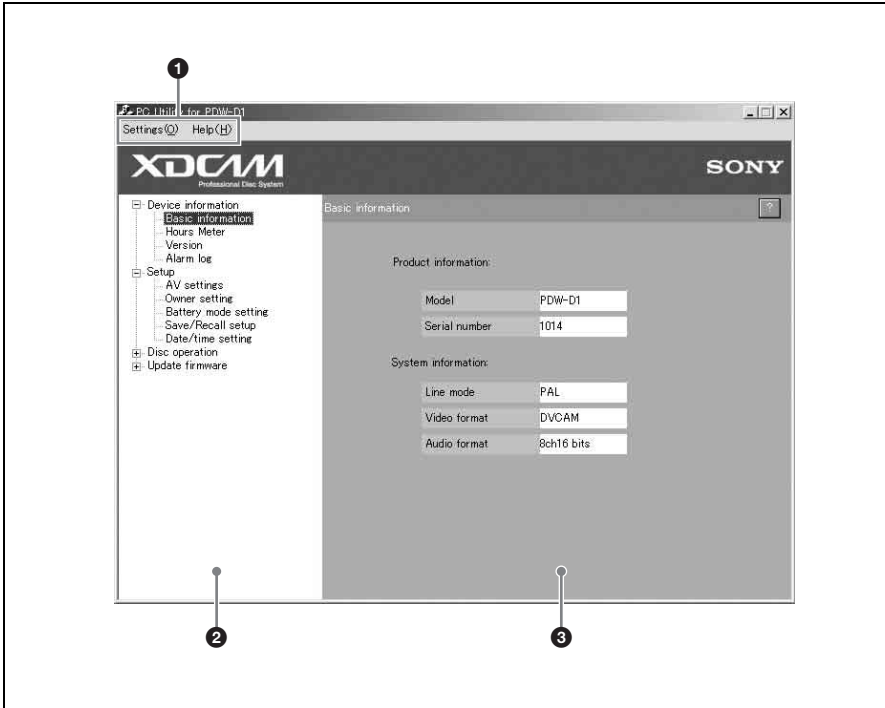 1
PC Utility for PDW-D1
Settings(O) Help(H)
XDCAM
Professional Disc System
SONY
Device information
Basic information
Hours Meter
Version
Alarm log
Setup
AV settings
Owner setting
Battery mode setting
Save/Recall setup
Date/time setting
Disc operation
Update firmware
Basic information
?
Product information:
Model PDW-D1
Serial number 1014
System information:
Line mode PAL
Video format DVCAM
Audio format 8ch16 bits
2
3